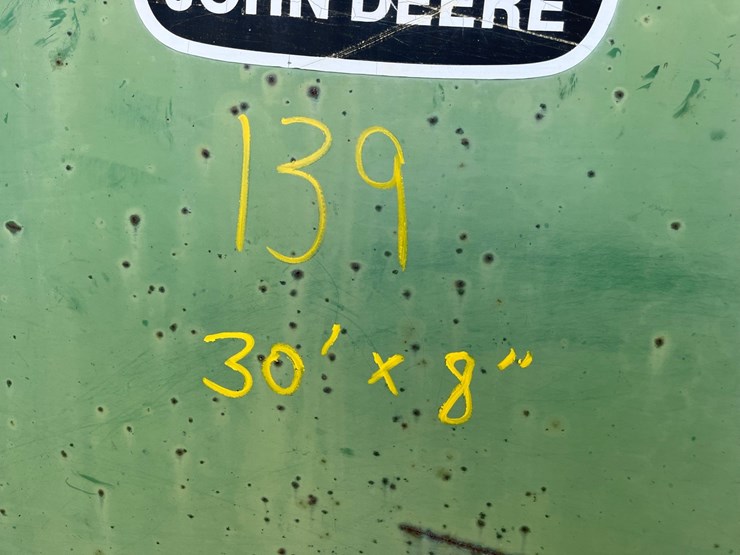 JOHN DEERE
139
30' x 8"